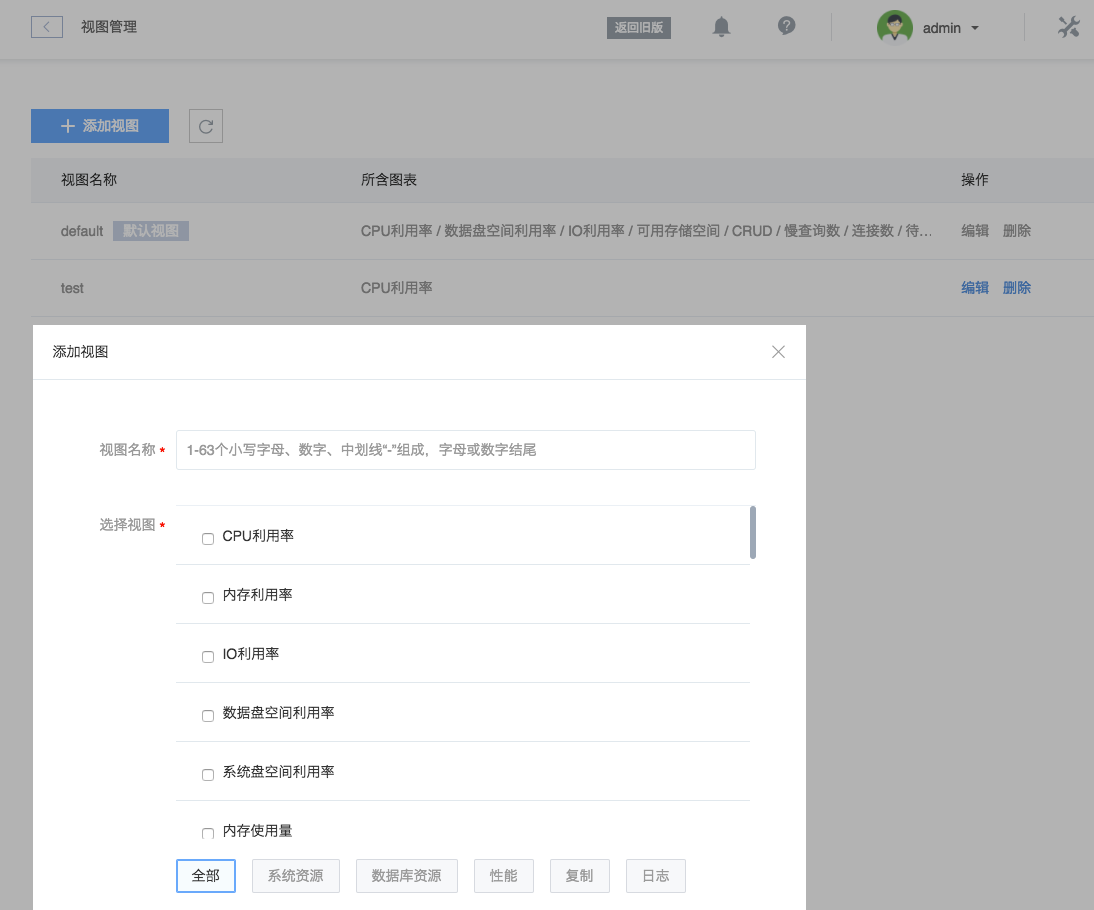 视图管理 返回旧版 admin
添加视图
视图名称 所含图表 操作
default 默认视图 CPU利用率 / 数据盘空间利用率 / IO利用率 / 可用存储空间 / CRUD / 慢查询数 / 连接数 / 待... 编辑 删除
test CPU利用率 编辑 删除
添加视图
视图名称 * 1-63个小写字母、数字、中划线“-”组成，字母或数字结尾
选择视图 * CPU利用率
内存利用率
IO利用率
数据盘空间利用率
系统盘空间利用率
内存使用量
全部 系统资源 数据库资源 性能 复制 日志